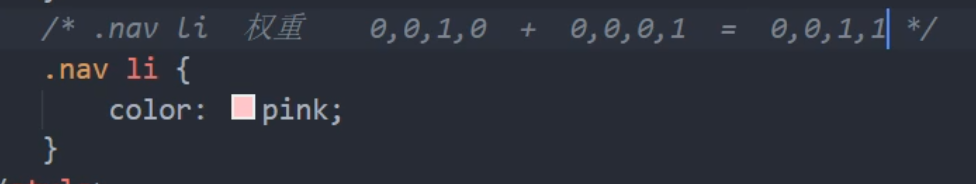 /* .nav li 权重 0,0,1,0 + 0,0,0,1 = 0,0,1,1 */
.nav li {
color: pink;
}